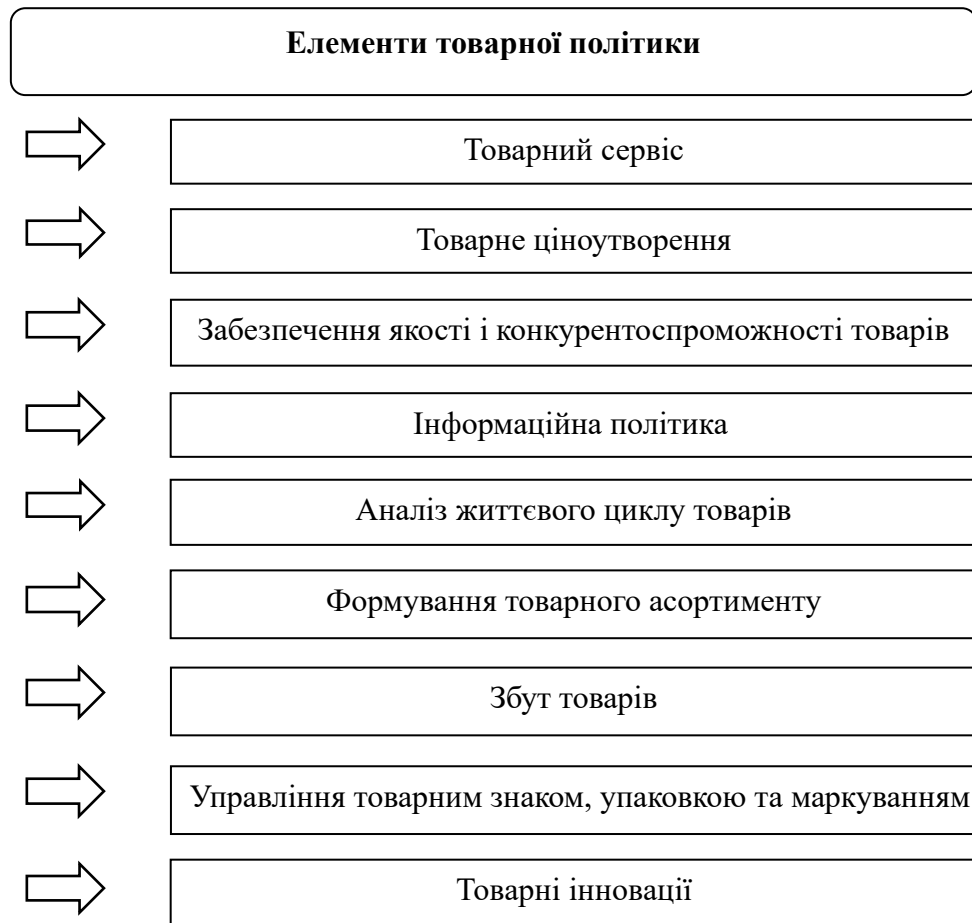 Елементи товарної політики
Товарний сервіс
Товарне ціноутворення
Забезпечення якості і конкурентоспроможності товарів
Інформаційна політика
Аналіз життєвого циклу товарів
Формування товарного асортименту
Збут товарів
Управління товарним знаком, упаковкою та маркуванням
Товарні інновації